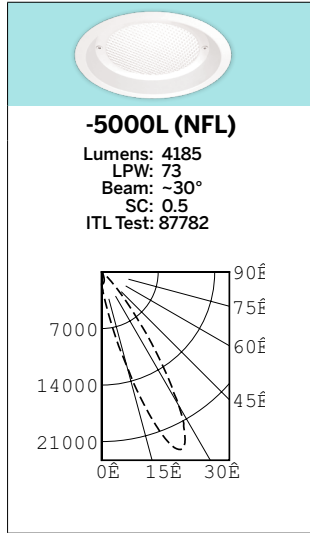 -5000L (NFL)
Lumens: 4185
LPW: 73
Beam: ~30°
SC: 0.5
ITL Test: 87782
90Ê
75Ê
7000
60Ê
14000
45Ê
21000
0Ê 15Ê 30Ê